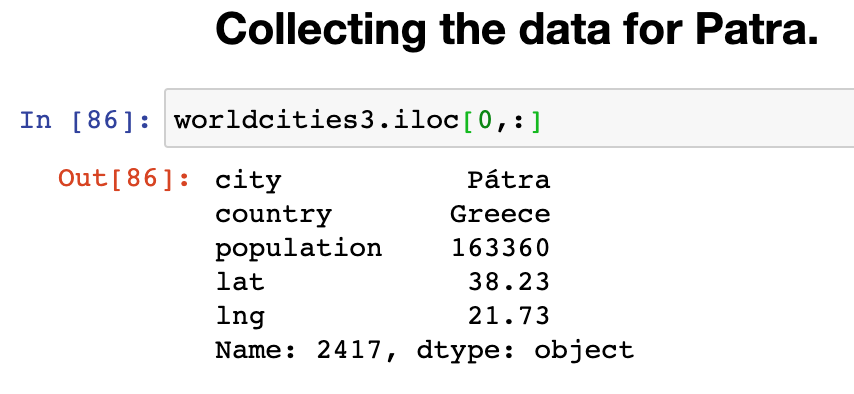 Collecting the data for Patra.
In [86]: worldcities3.iloc[0,:]
Out[86]: city Pátra
country Greece
population 163360
lat 38.23
lng 21.73
Name: 2417, dtype: object